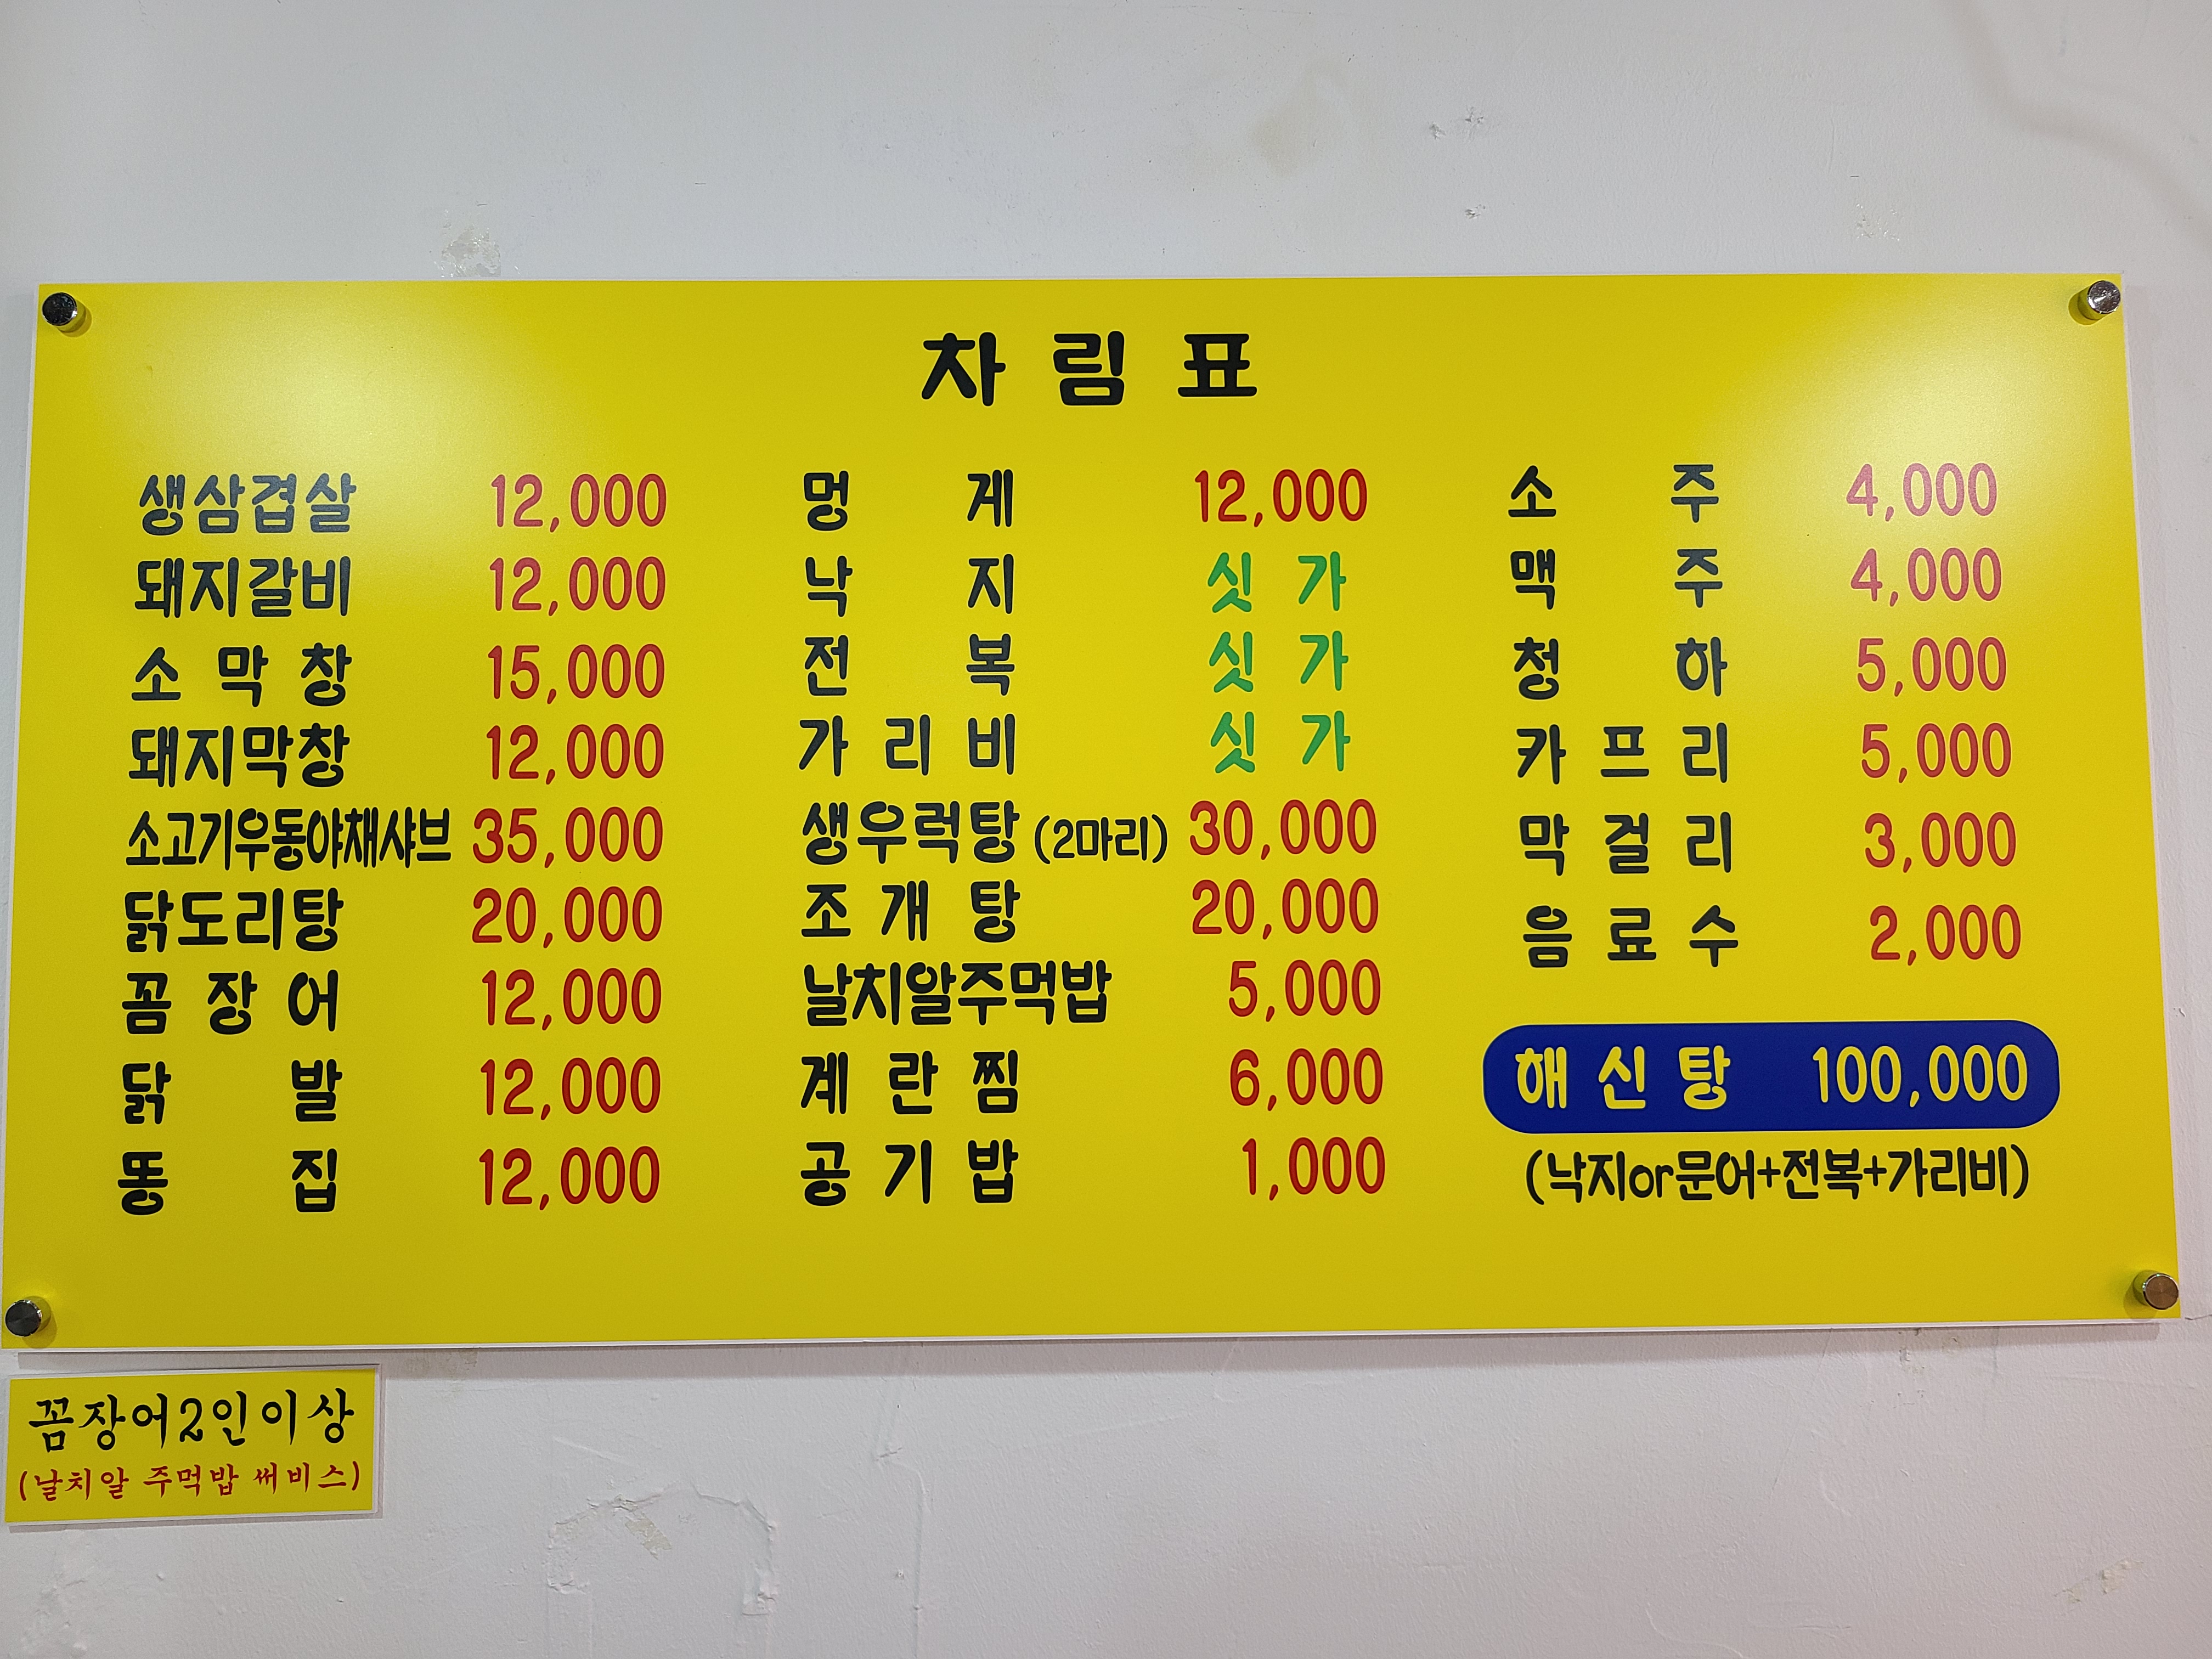 차림표
생삼겹살 12,000
돼지갈비 12,000
소막창 15,000
돼지막창 12,000
소고기우동야채샤브 35,000
닭도리탕 20,000
꼼장어 12,000
닭발 12,000
똥집 12,000
멍게 12,000
낙지 싯가
전복 싯가
가리비 싯가
생우럭탕 (2마리) 30,000
조개탕 20,000
날치알주먹밥 5,000
계란찜 6,000
공기밥 1,000
소주 4,000
맥주 4,000
청하 5,000
카프리 5,000
막걸리 3,000
음료수 2,000
해신탕 100,000
(낙지or문어+전복+가리비)
꼼장어2인이상
(날치알 주먹밥 써비스)